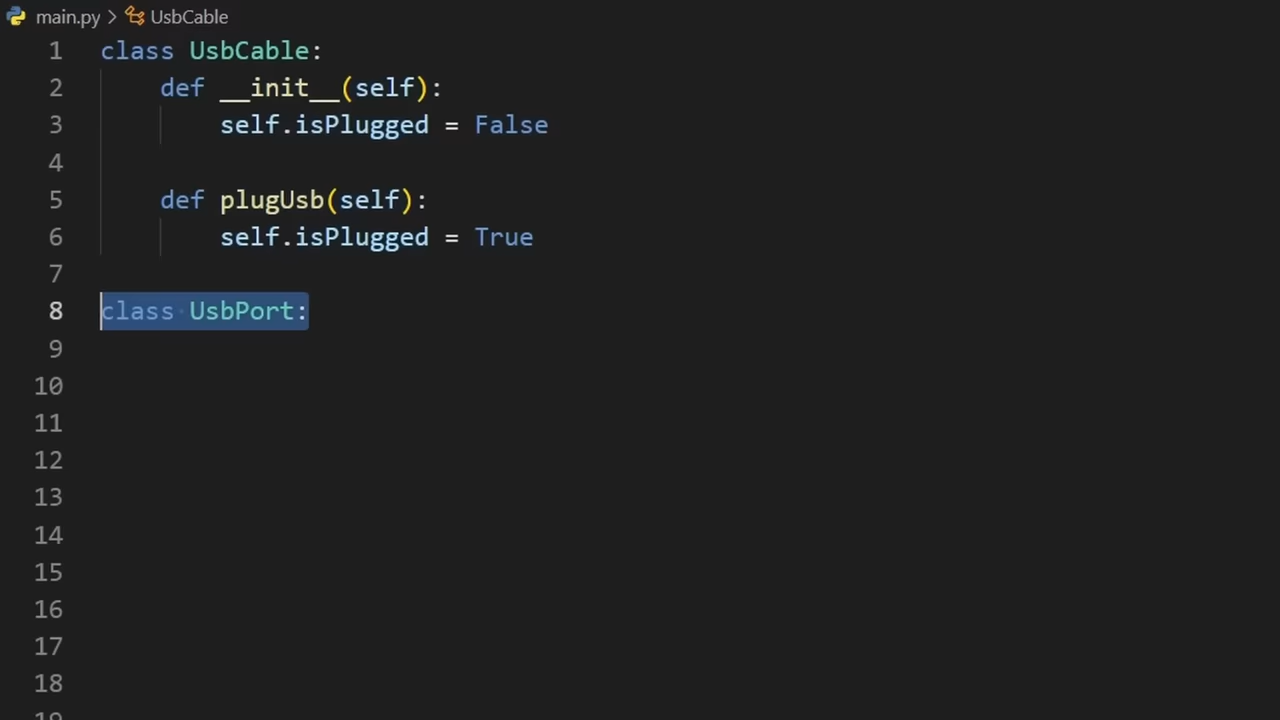 main.py > UsbCable
1 class UsbCable:
2 def __init__(self):
3 self.isPlugged = False
4
5 def plugUsb(self):
6 self.isPlugged = True
7
8 class UsbPort:
9
10
11
12
13
14
15
16
17
18
19